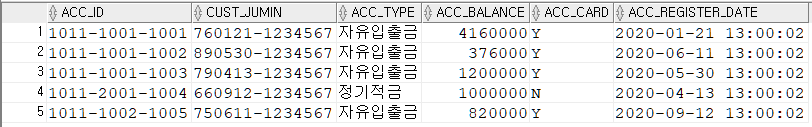 ACC_ID CUST_JUMIN ACC_TYPE ACC_BALANCE ACC_CARD ACC_REGISTER_DATE
1 1011-1001-1001 760121-1234567 자유입출금 4160000 Y 2020-01-21 13:00:02
2 1011-1001-1002 890530-1234567 자유입출금 376000 Y 2020-06-11 13:00:02
3 1011-1001-1003 790413-1234567 자유입출금 1200000 Y 2020-05-30 13:00:02
4 1011-2001-1004 660912-1234567 정기적금 1000000 N 2020-04-13 13:00:02
5 1011-1002-1005 750611-1234567 자유입출금 820000 Y 2020-09-12 13:00:02